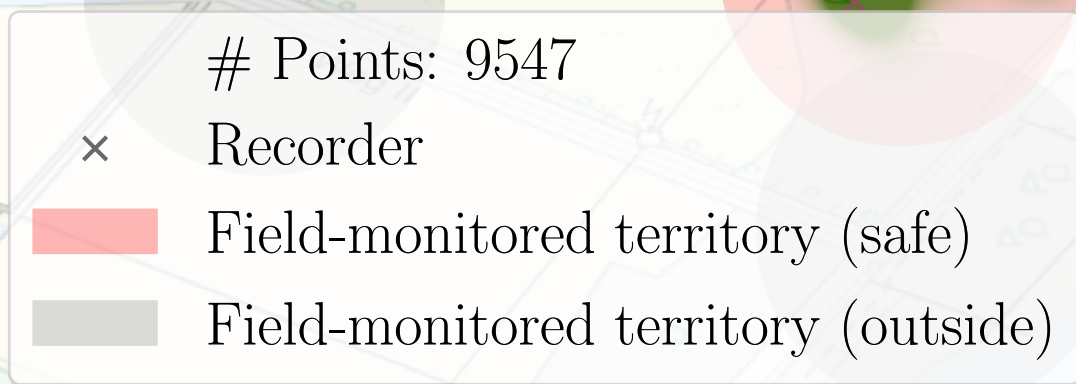 # Points: 9547
Recorder
Field-monitored territory (safe)
Field-monitored territory (outside)